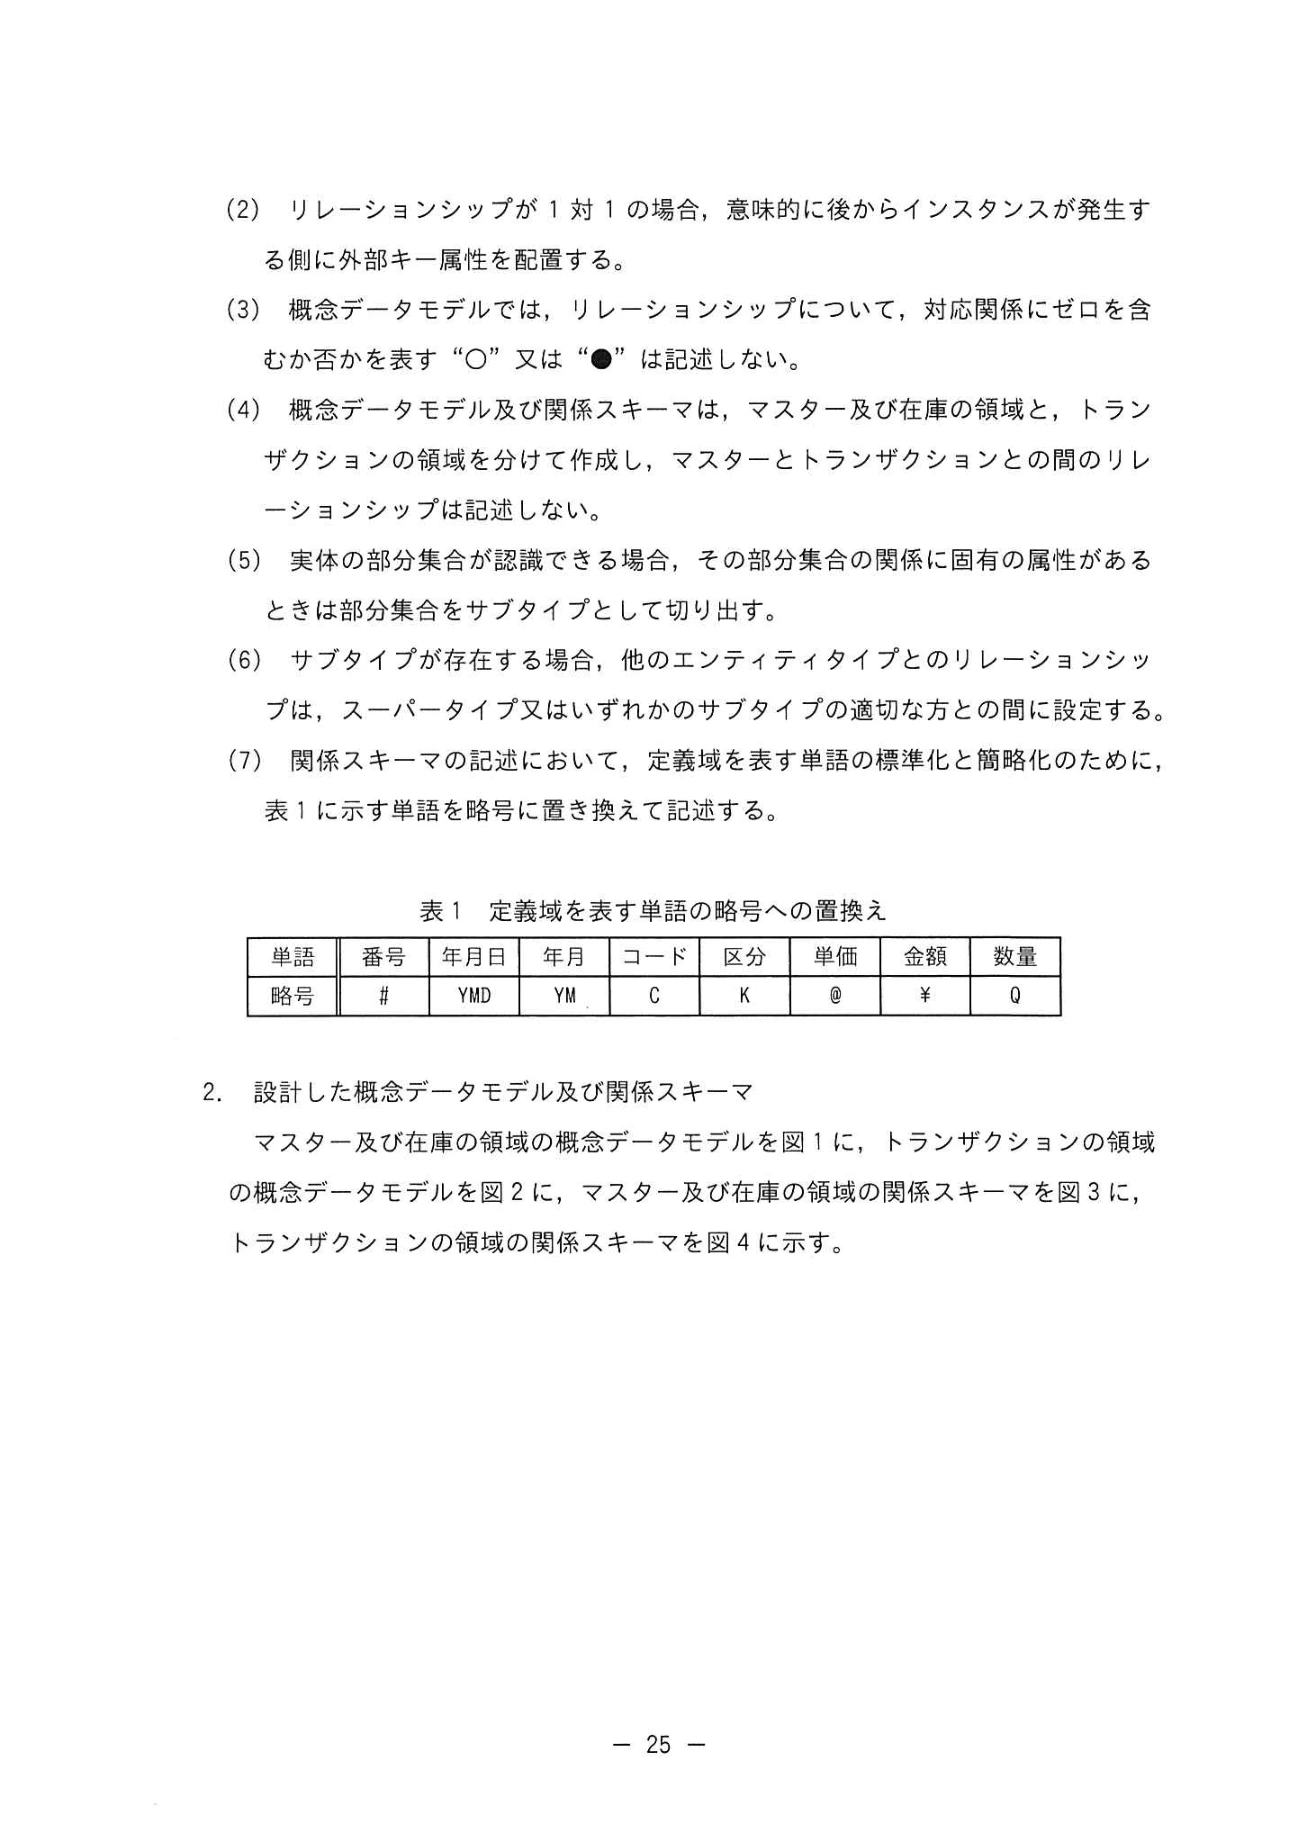 (2) リレーションシップが 1 対 1 の場合，意味的に後からインスタンスが発生す
る側に外部キー属性を配置する。
(3) 概念データモデルでは，リレーションシップについて，対応関係にゼロを含
むか否かを表す“○”又は“●”は記述しない。
(4) 概念データモデル及び関係スキーマは，マスター及び在庫の領域と，トラン
ザクションの領域を分けて作成し，マスターとトランザクションとの間のリレ
ーションシップは記述しない。
(5) 実体の部分集合が認識できる場合，その部分集合の関係に固有の属性がある
ときは部分集合をサブタイプとして切り出す。
(6) サブタイプが存在する場合，他のエンティティタイプとのリレーションシッ
プは，スーパータイプ又はいずれかのサブタイプの適切な方との間に設定する。
(7) 関係スキーマの記述において，定義域を表す単語の標準化と簡略化のために，
表 1 に示す単語を略号に置き換えて記述する。
表 1 定義域を表す単語の略号への置換え
単語 番号 年月日 年月 コード 区分 単価 金額 数量
略号 # YMD YM C K @ ¥ Q
2． 設計した概念データモデル及び関係スキーマ
マスター及び在庫の領域の概念データモデルを図 1 に，トランザクションの領域
の概念データモデルを図 2 に，マスター及び在庫の領域の関係スキーマを図 3 に，
トランザクションの領域の関係スキーマを図 4 に示す。
－ 25 －